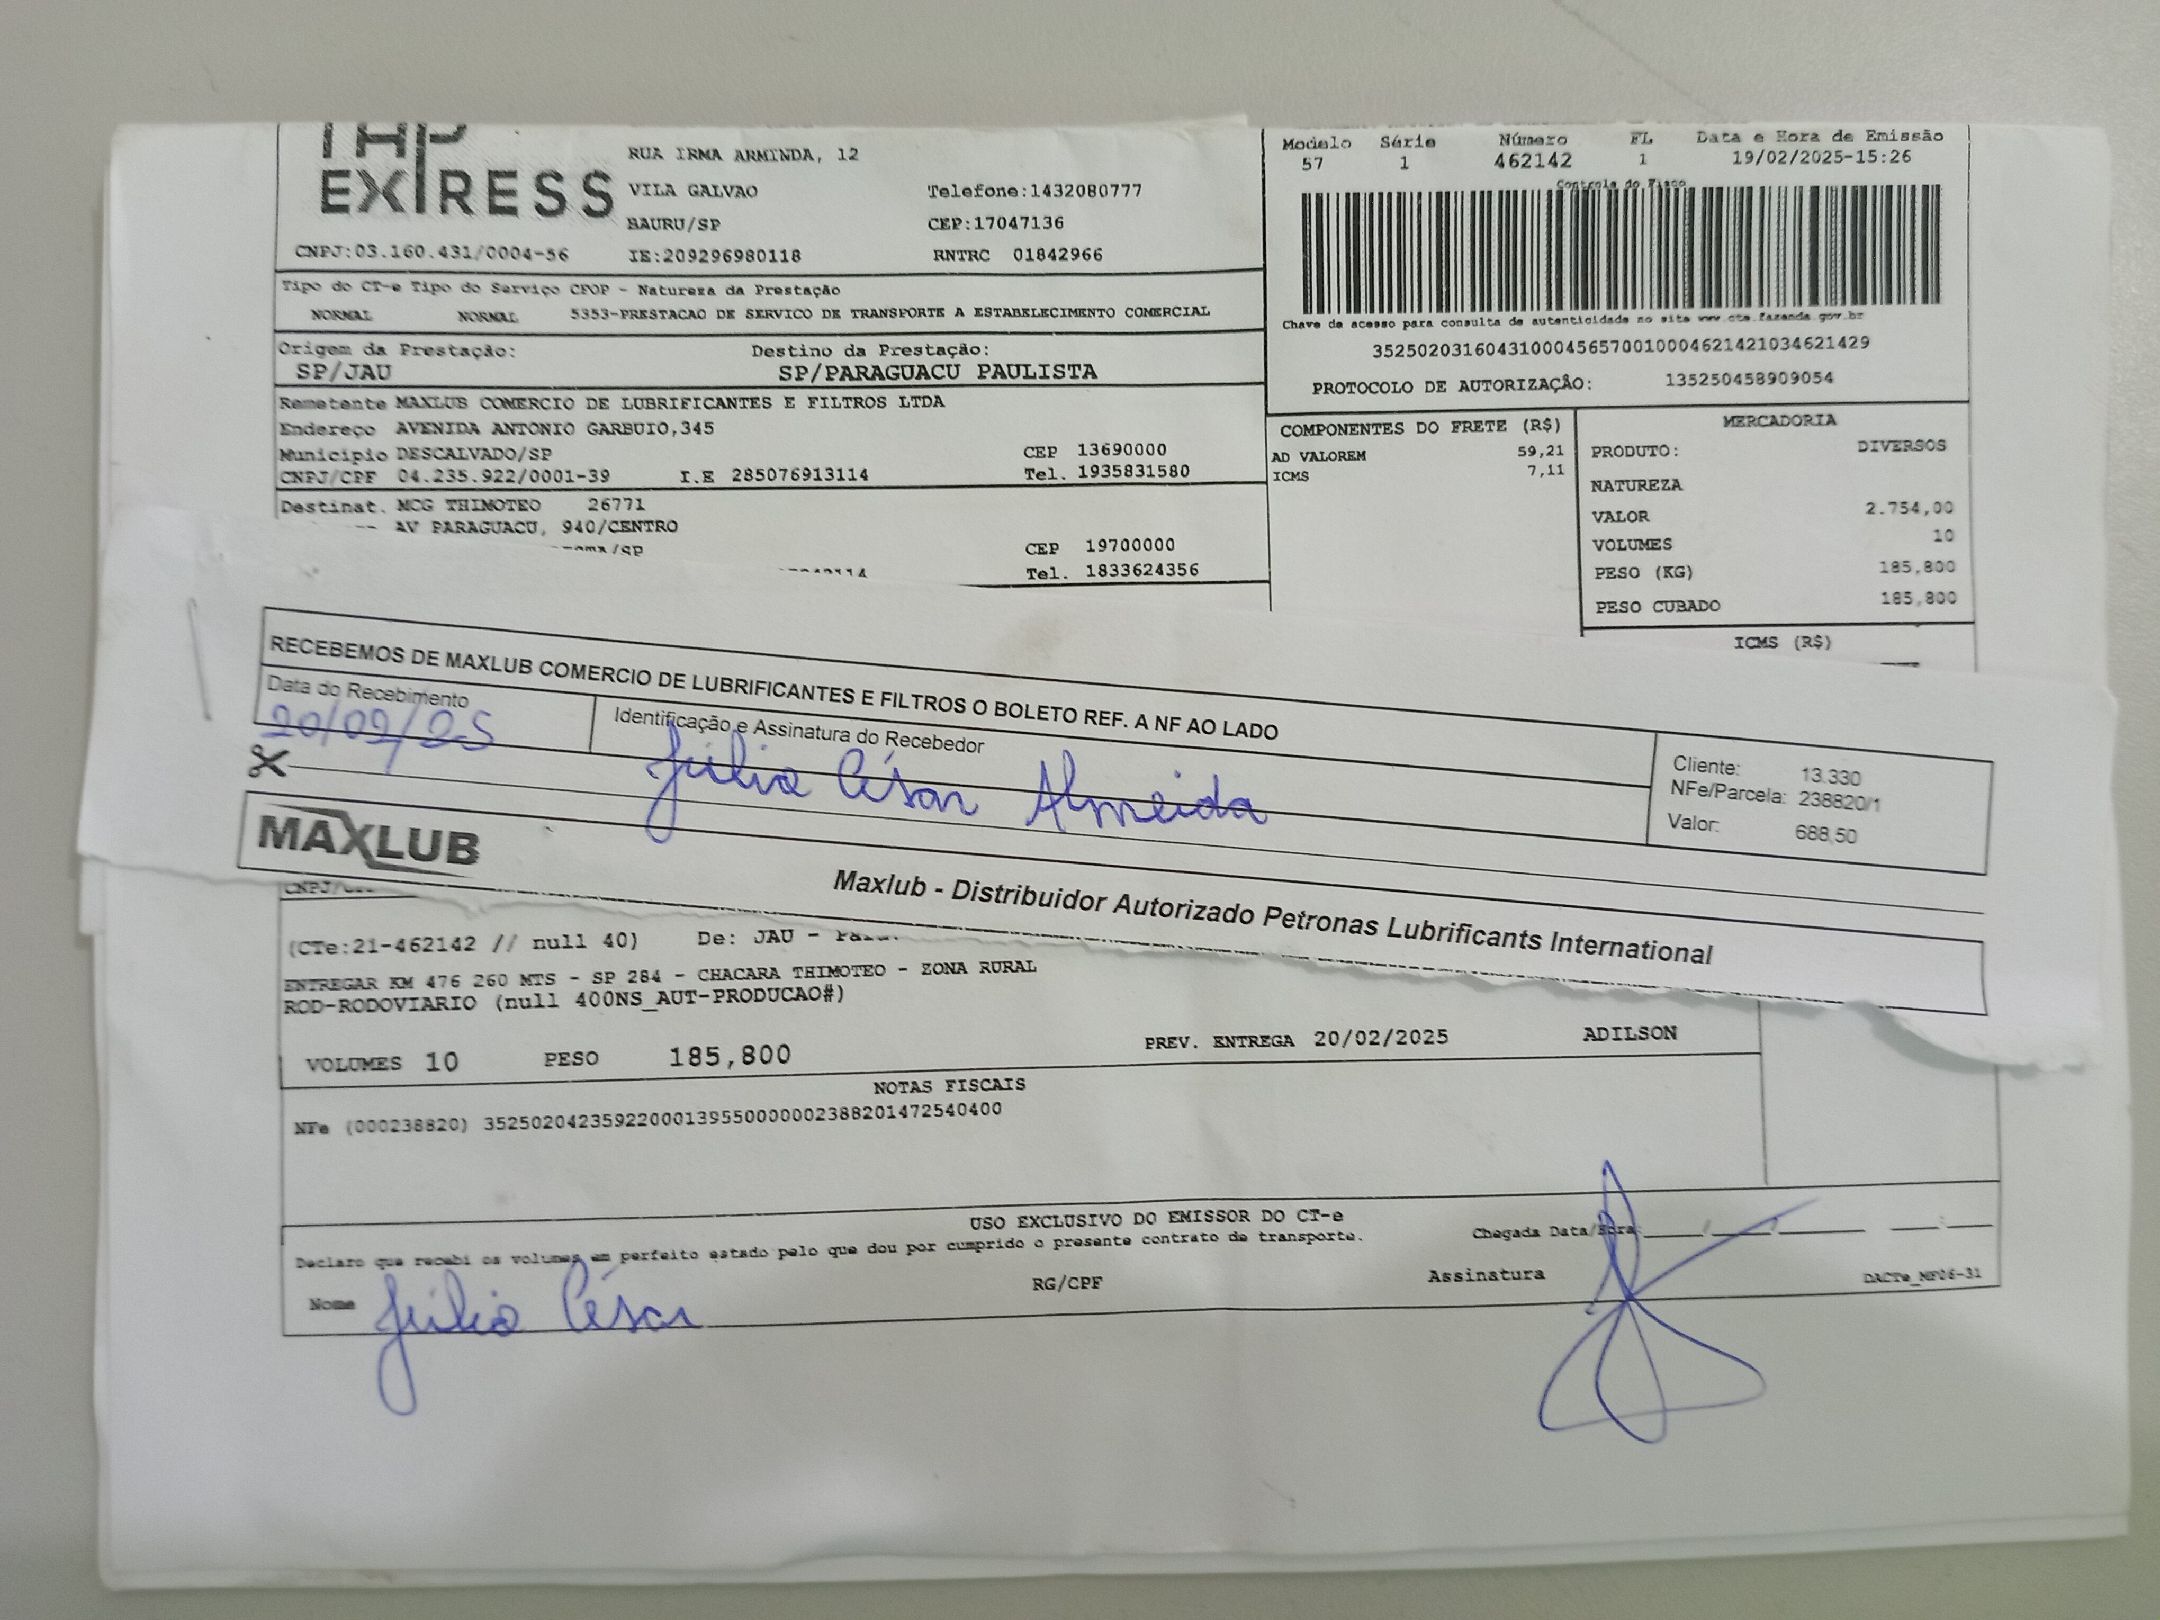 EXPRESS
RUA IRMA ARMINDA, 12
VILA GALVAO
Telefone:1432080777
BAURU/SP
CEP:17047136
CNPJ:03.160.431/0004-56
IE:209296980118
RNTRC 01842966
Modelo Série Número FL Data e Hora de Emissão
57 1 462142 1 19/02/2025-15:26
Controle do Fisco
Tipo do CT-e Tipo do Serviço CFOP - Natureza da Prestação
NORMAL NORMAL 5353-PRESTACAO DE SERVICO DE TRANSPORTE A ESTABELECIMENTO COMERCIAL
Chave de acesso para consulta de autenticidade no site www.cte.fazenda.gov.br
35250203160431000456570010004621421034621429
PROTOCOLO DE AUTORIZAÇÃO: 135250458909054
Origem da Prestação: Destino da Prestação:
SP/JAU SP/PARAGUACU PAULISTA
Remetente MAXLUB COMERCIO DE LUBRIFICANTES E FILTROS LTDA
Endereço AVENIDA ANTONIO GARBUIO,345
Município DESCALVADO/SP CEP 13690000
CNPJ/CPF 04.235.922/0001-39 I.E 285076913114 Tel. 1935831580
Destinat. MCG THIMOTEO 26771
AV PARAGUACU, 940/CENTRO
CEP 19700000
Tel. 1833624356
COMPONENTES DO FRETE (R$)
AD VALOREM 59,21
ICMS 7,11
MERCADORIA
PRODUTO: DIVERSOS
NATUREZA
VALOR 2.754,00
VOLUMES 10
PESO (KG) 185,800
PESO CUBADO 185,800
ICMS (R$)
RECEBEMOS DE MAXLUB COMERCIO DE LUBRIFICANTES E FILTROS O BOLETO REF. A NF AO LADO
Data do Recebimento
20/02/25
Identificação e Assinatura do Recebedor
Júlio César Almeida
Cliente: 13.330
NFe/Parcela: 238820/1
Valor: 688,50
MAXLUB
Maxlub - Distribuidor Autorizado Petronas Lubrificants International
(CTe:21-462142 // null 40) De: JAU -
ENTREGAR KM 476 260 MTS - SP 284 - CHACARA THIMOTEO - ZONA RURAL
ROD-RODOVIARIO (null 400NS_AUT-PRODUCAO#)
VOLUMES 10 PESO 185,800 PREV. ENTREGA 20/02/2025 ADILSON
NOTAS FISCAIS
NFe (000238820) 35250204235922000139550000002388201472540400
USO EXCLUSIVO DO EMISSOR DO CT-e
Declaro que recebi os volumes em perfeito estado pelo que dou por cumprido o presente contrato de transporte.
Chegada Data/Hora:
Nome Júlio César
RG/CPF
Assinatura
DACTe_MF06-31